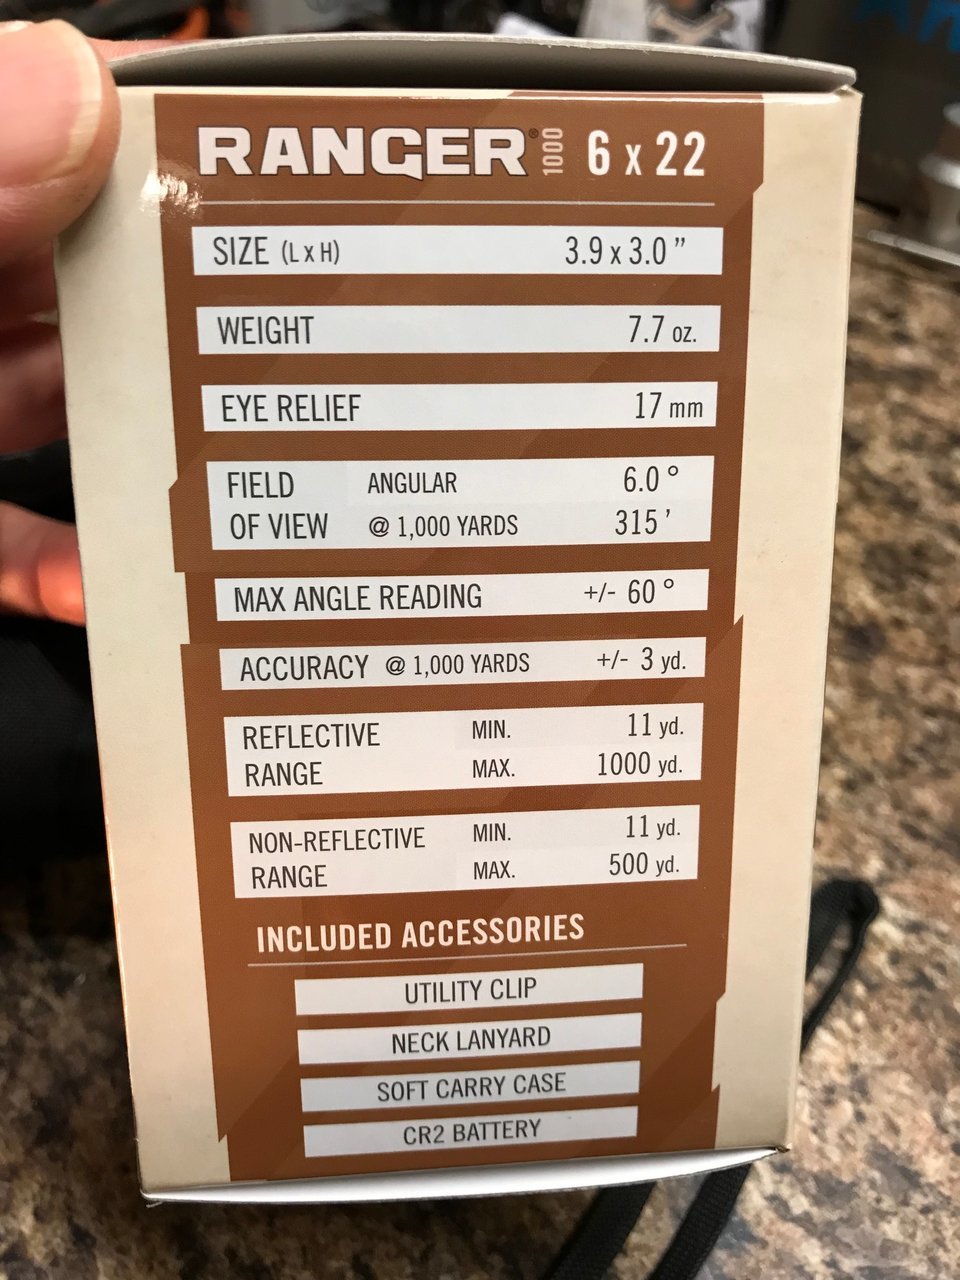 RANGER® 1000 6 x 22
SIZE (L x H) 3.9 x 3.0 ”
WEIGHT 7.7 oz.
EYE RELIEF 17 mm
FIELD ANGULAR 6.0 °
OF VIEW @ 1,000 YARDS 315 ’
MAX ANGLE READING +/- 60 °
ACCURACY @ 1,000 YARDS +/- 3 yd.
REFLECTIVE MIN. 11 yd.
RANGE MAX. 1000 yd.
NON-REFLECTIVE MIN. 11 yd.
RANGE MAX. 500 yd.
INCLUDED ACCESSORIES
UTILITY CLIP
NECK LANYARD
SOFT CARRY CASE
CR2 BATTERY